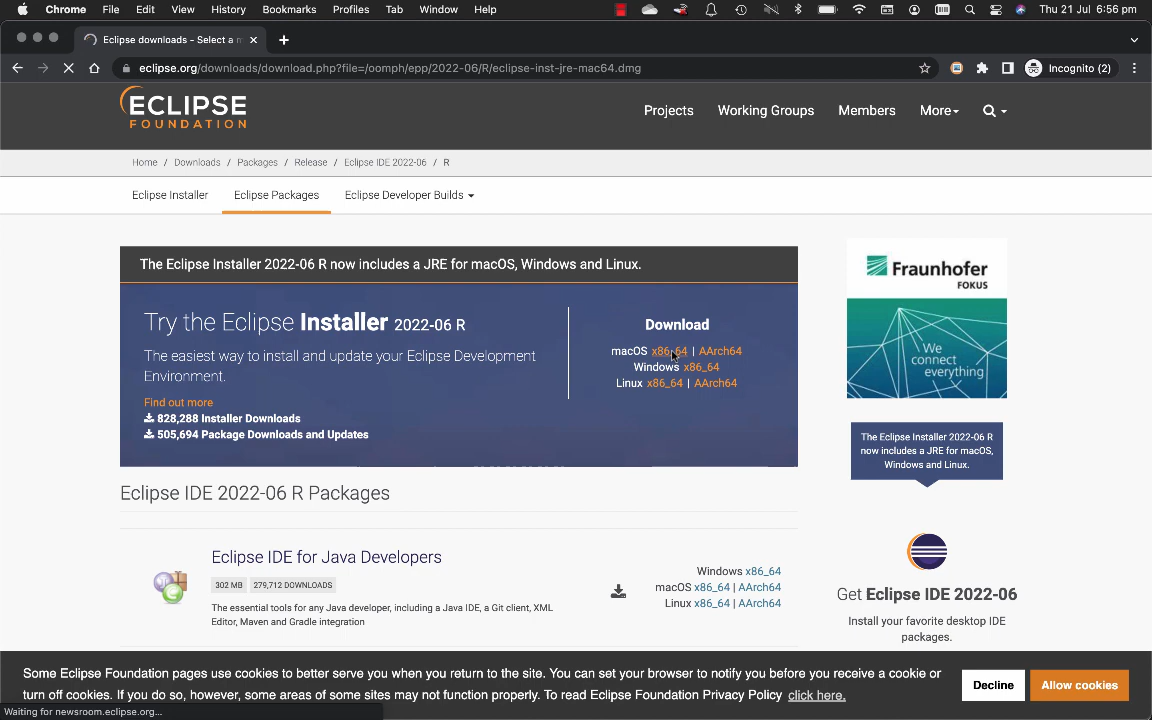 Chrome File Edit View History Bookmarks Profiles Tab Window Help Thu 21 Jul 6:56 pm
Eclipse downloads - Select a m
eclipse.org/downloads/download.php?file=/oomph/epp/2022-06/R/eclipse-inst-jre-mac64.dmg Incognito (2)
ECLIPSE
FOUNDATION
Projects Working Groups Members More
Home / Downloads / Packages / Release / Eclipse IDE 2022-06 / R
Eclipse Installer Eclipse Packages Eclipse Developer Builds
The Eclipse Installer 2022-06 R now includes a JRE for macOS, Windows and Linux.
Try the Eclipse Installer 2022-06 R
The easiest way to install and update your Eclipse Development
Environment.
Find out more
828,288 Installer Downloads
505,694 Package Downloads and Updates
Download
macOS x86_64 | AArch64
Windows x86_64
Linux x86_64 | AArch64
Fraunhofer
FOKUS
We
connect
everything
The Eclipse Installer 2022-06 R
now includes a JRE for macOS,
Windows and Linux.
Eclipse IDE 2022-06 R Packages
Eclipse IDE for Java Developers
302 MB 279,712 DOWNLOADS
The essential tools for any Java developer, including a Java IDE, a Git client, XML
Editor, Maven and Gradle integration
Windows x86_64
macOS x86_64 | AArch64
Linux x86_64 | AArch64
Get Eclipse IDE 2022-06
Install your favorite desktop IDE
packages.
Some Eclipse Foundation pages use cookies to better serve you when you return to the site. You can set your browser to notify you before you receive a cookie or
turn off cookies. If you do so, however, some areas of some sites may not function properly. To read Eclipse Foundation Privacy Policy click here.
Decline Allow cookies
Waiting for newsroom.eclipse.org...